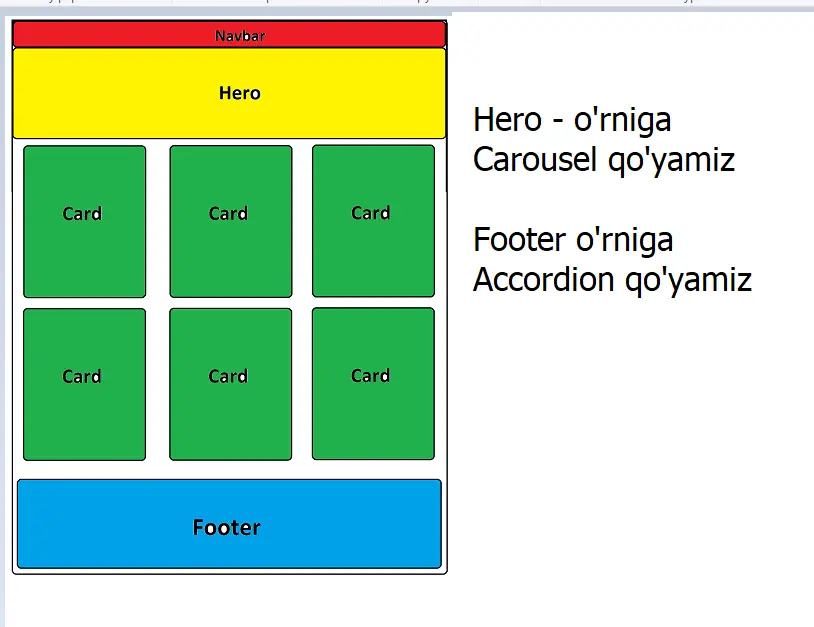 Navbar
Hero
Hero - o'rniga
Carousel qo'yamiz
Card Card Card
Footer o'rniga
Accordion qo'yamiz
Card Card Card
Footer